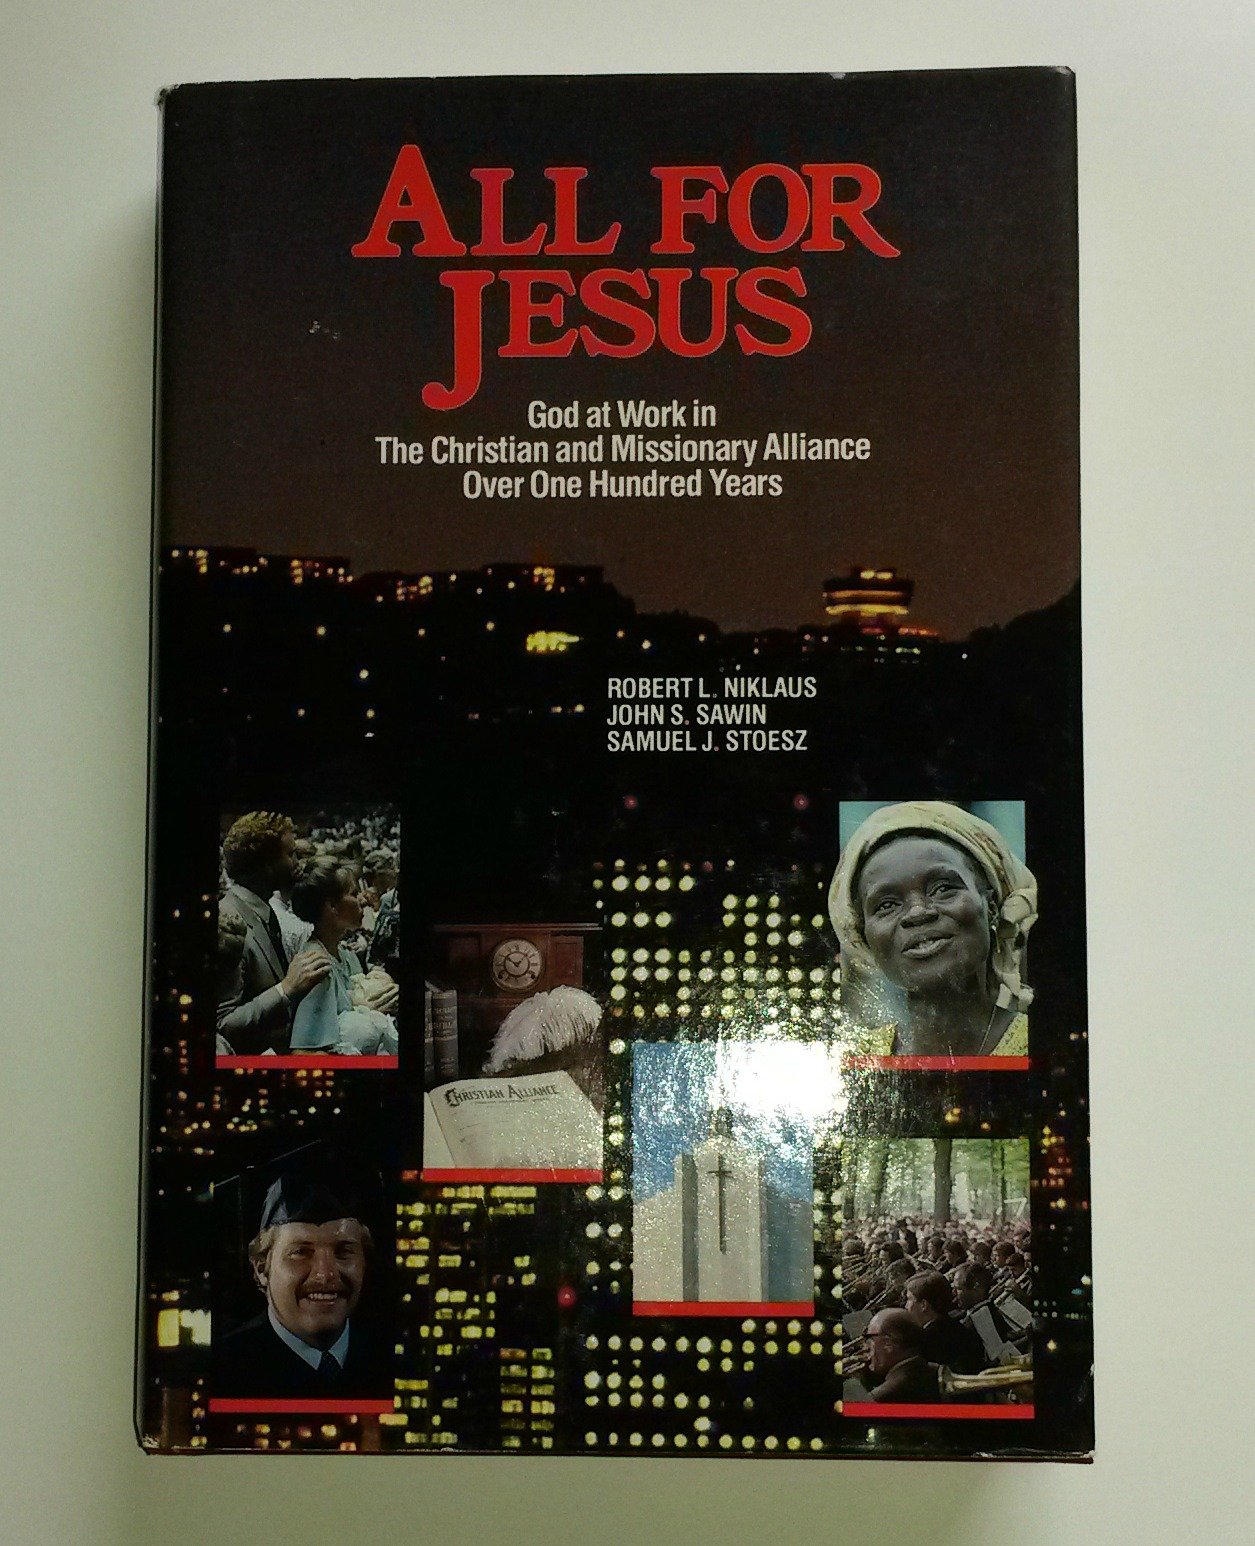 ALL FOR
JESUS
God at Work in
The Christian and Missionary Alliance
Over One Hundred Years
ROBERT L. NIKLAUS
JOHN S. SAWIN
SAMUEL J. STOESZ
CHRISTIAN ALLIANCE